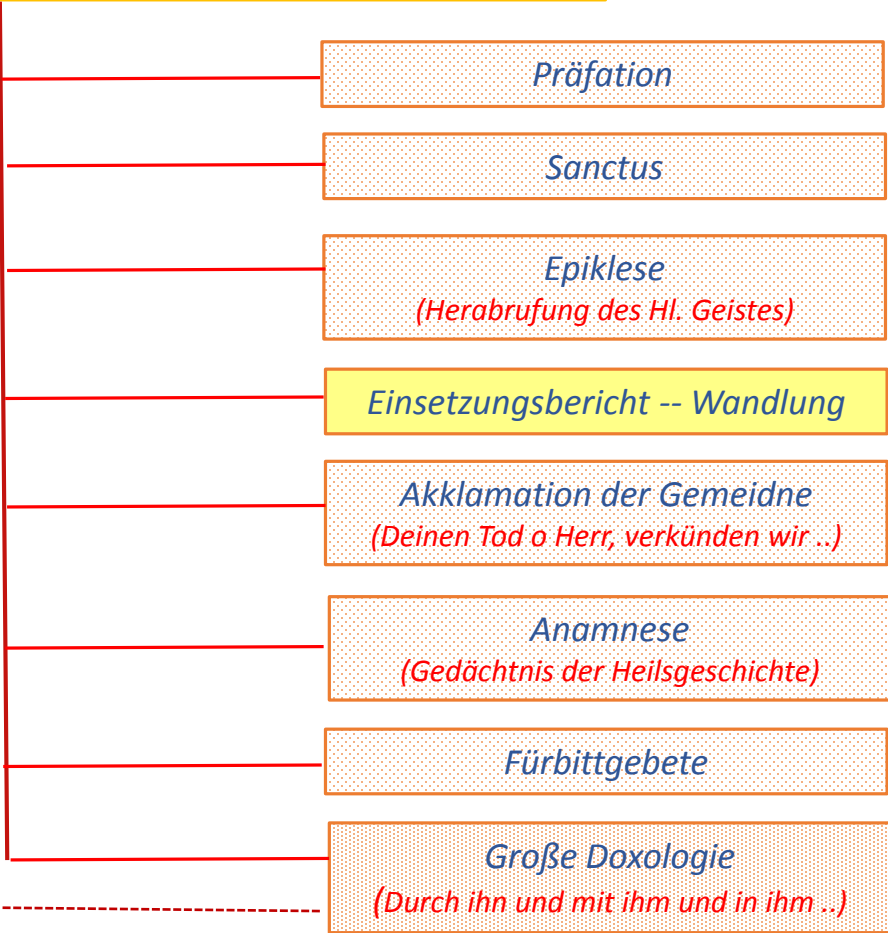 Präfation
Sanctus
Epiklese
(Herabrufung des Hl. Geistes)
Einsetzungsbericht -- Wandlung
Akklamation der Gemeidne
(Deinen Tod o Herr, verkünden wir ..)
Anamnese
(Gedächtnis der Heilsgeschichte)
Fürbittgebete
Große Doxologie
(Durch ihn und mit ihm und in ihm ..)